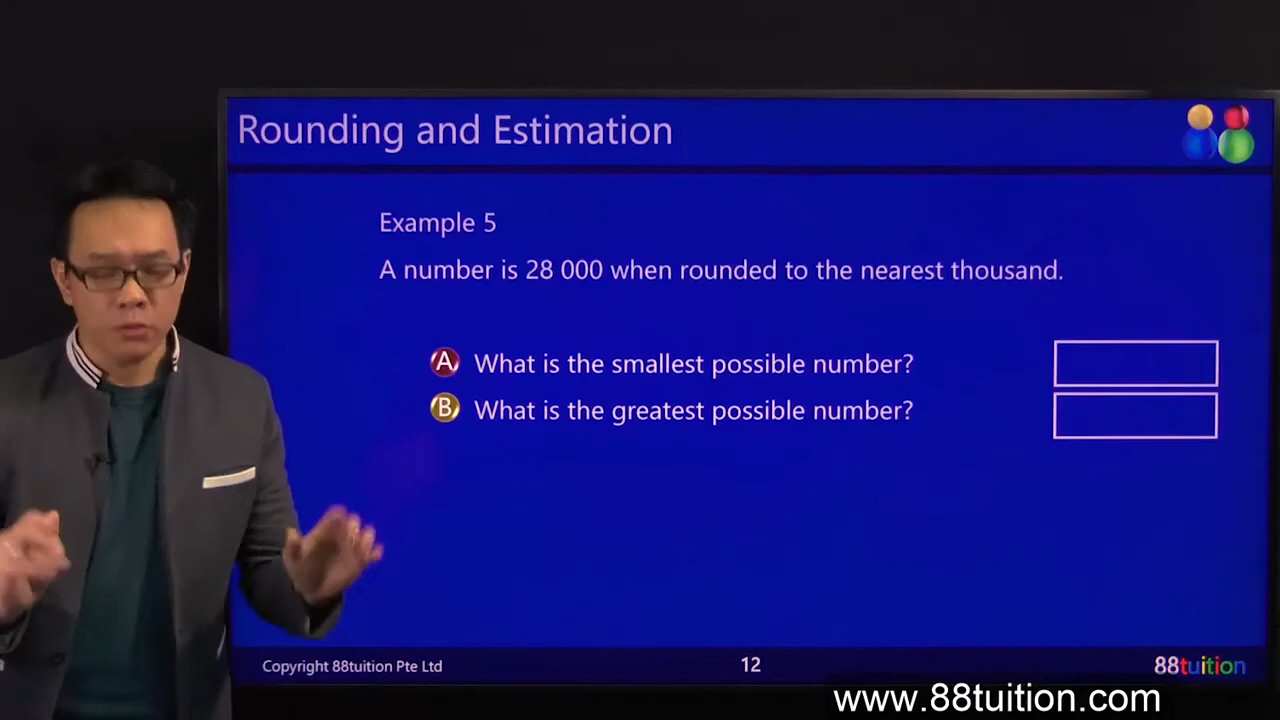 Rounding and Estimation
Example 5
A number is 28 000 when rounded to the nearest thousand.
A What is the smallest possible number?
B What is the greatest possible number?
Copyright 88tuition Pte Ltd
12
88tuition
www.88tuition.com